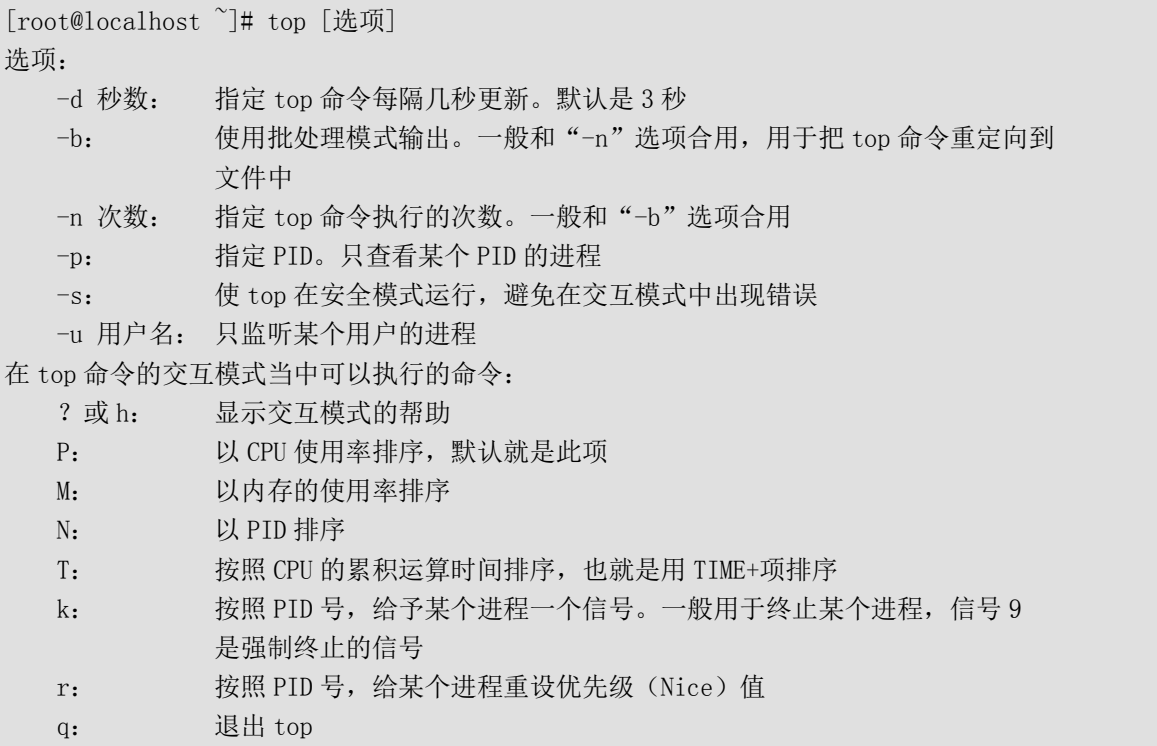 [root@localhost ~]# top [选项]
选项：
-d 秒数： 指定 top 命令每隔几秒更新。默认是 3 秒
-b： 使用批处理模式输出。一般和“-n”选项合用，用于把 top 命令重定向到
文件中
-n 次数： 指定 top 命令执行的次数。一般和“-b”选项合用
-p： 指定 PID。只查看某个 PID 的进程
-s： 使 top 在安全模式运行，避免在交互模式中出现错误
-u 用户名： 只监听某个用户的进程
在 top 命令的交互模式当中可以执行的命令：
？或 h： 显示交互模式的帮助
P： 以 CPU 使用率排序，默认就是此项
M： 以内存的使用率排序
N： 以 PID 排序
T： 按照 CPU 的累积运算时间排序，也就是用 TIME+项排序
k： 按照 PID 号，给予某个进程一个信号。一般用于终止某个进程，信号 9
是强制终止的信号
r： 按照 PID 号，给某个进程重设优先级（Nice）值
q： 退出 top